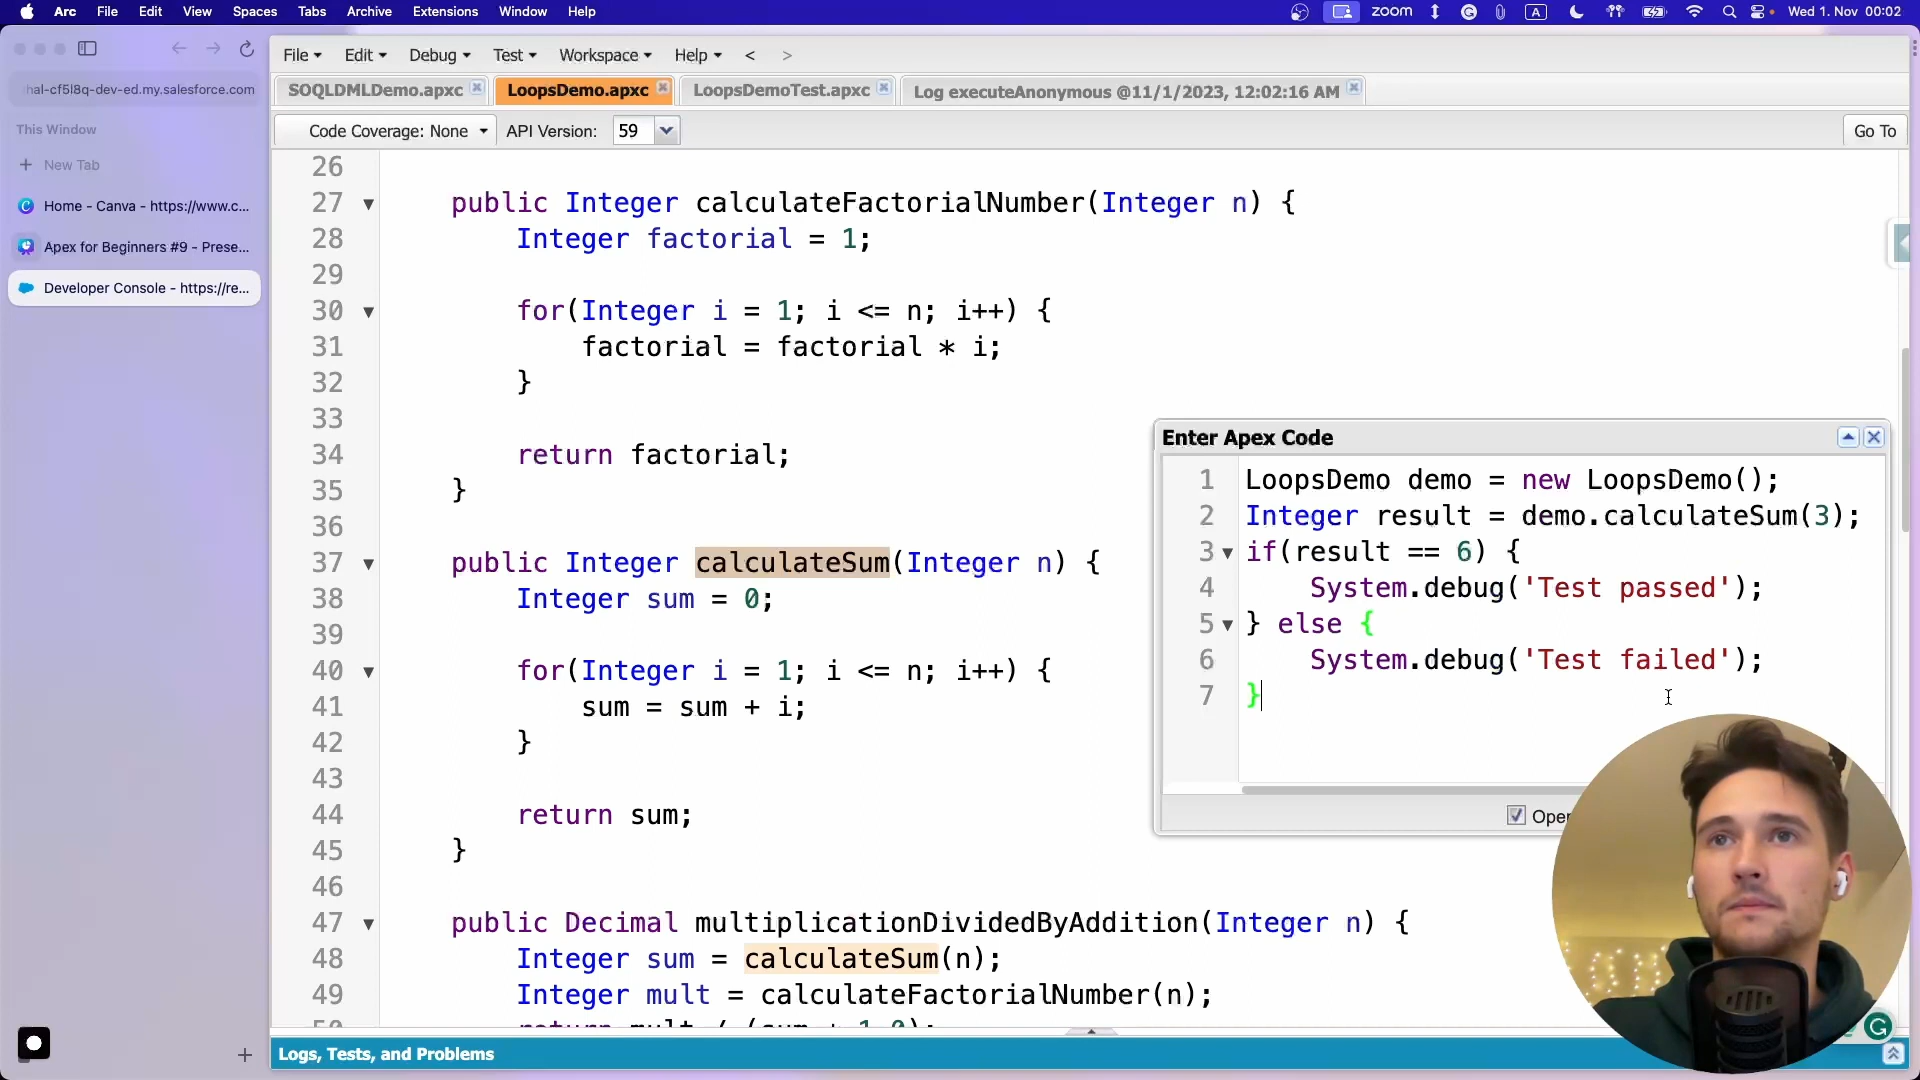 Arc File Edit View Spaces Tabs Archive Extensions Window Help
zoom A Wed 1. Nov 00:02
File Edit Debug Test Workspace Help < >
hal-cf5l8q-dev-ed.my.salesforce.com
This Window
New Tab
Home - Canva - https://www.c...
Apex for Beginners #9 - Prese...
Developer Console - https://re...
SOQLDMLDemo.apxc LoopsDemo.apxc LoopsDemoTest.apxc Log executeAnonymous @11/1/2023, 12:02:16 AM
Code Coverage: None API Version: 59 Go To
26
27 public Integer calculateFactorialNumber(Integer n) {
28 Integer factorial = 1;
29
30 for(Integer i = 1; i <= n; i++) {
31 factorial = factorial * i;
32 }
33
34 return factorial;
35 }
36
37 public Integer calculateSum(Integer n) {
38 Integer sum = 0;
39
40 for(Integer i = 1; i <= n; i++) {
41 sum = sum + i;
42 }
43
44 return sum;
45 }
46
47 public Decimal multiplicationDividedByAddition(Integer n) {
48 Integer sum = calculateSum(n);
49 Integer mult = calculateFactorialNumber(n);
50 return mult / (sum * 1.0);
Enter Apex Code
1 LoopsDemo demo = new LoopsDemo();
2 Integer result = demo.calculateSum(3);
3 if(result == 6) {
4 System.debug('Test passed');
5 } else {
6 System.debug('Test failed');
7 }
Open
Logs, Tests, and Problems